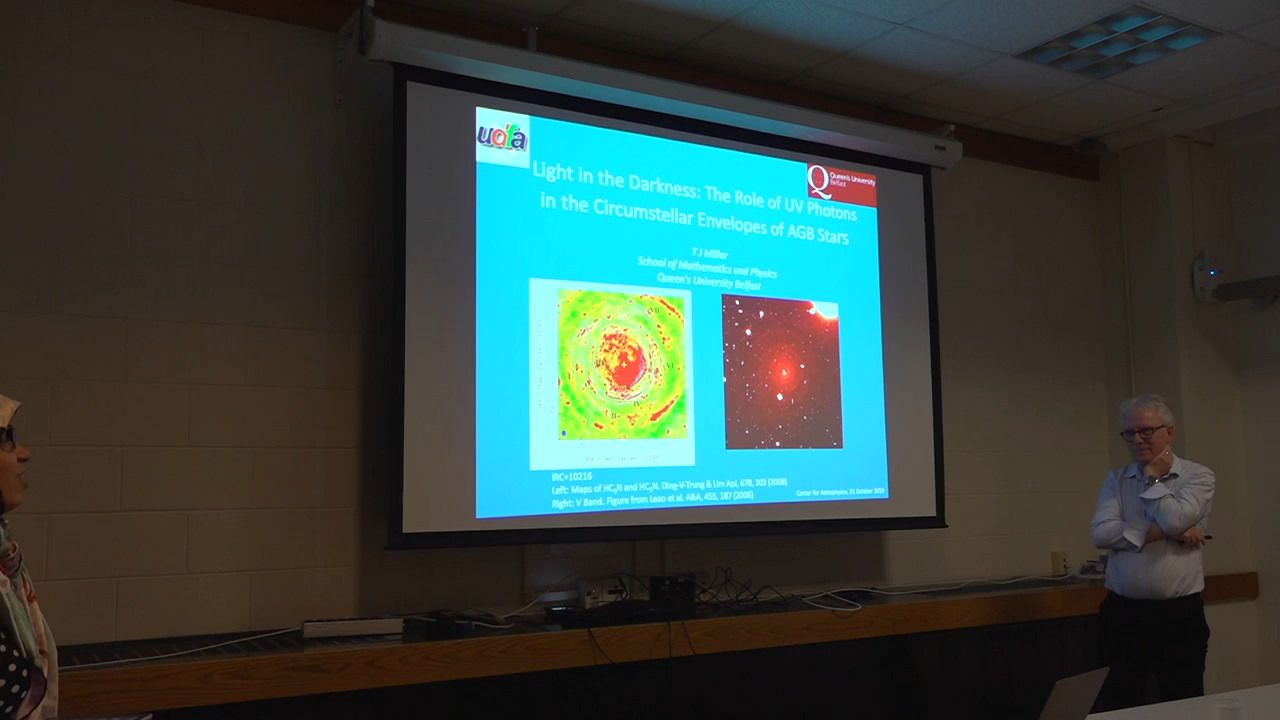 udfa
Queen's University
Belfast
Light in the Darkness: The Role of UV Photons
in the Circumstellar Envelopes of AGB Stars
T J Millar
School of Mathematics and Physics
Queen's University Belfast
IRC+10216
Left: Maps of HC₃N and HC₅N. Ding-V-Trung & Lim ApJ, 678, 303 (2008)
Right: V Band. Figure from Leao et al. A&A, 455, 187 (2006)
Center for Astrophysics, 31 October 2019